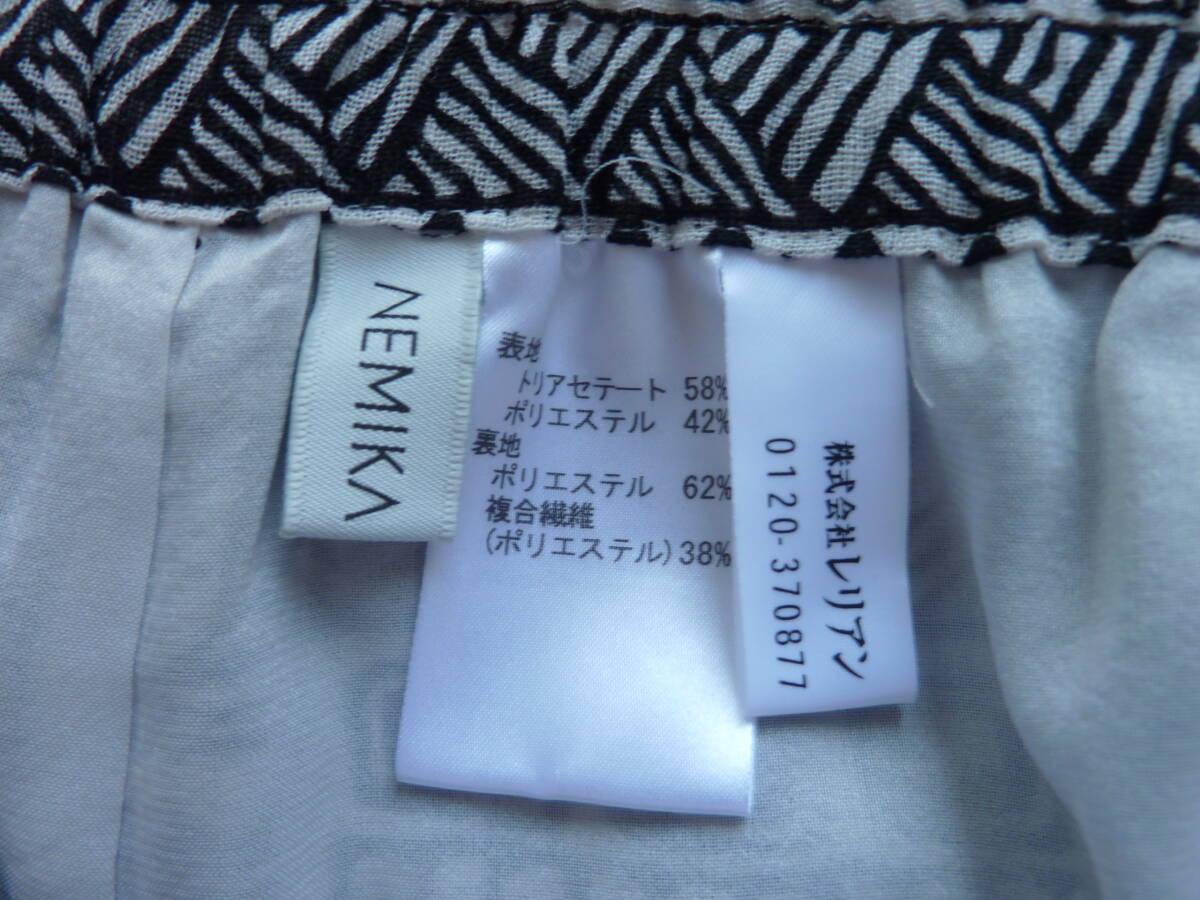 NEMIKA
表地
トリアセテート 58%
ポリエステル 42%
裏地
ポリエステル 62%
複合繊維
(ポリエステル) 38%
株式会社レリアン
0120-370877